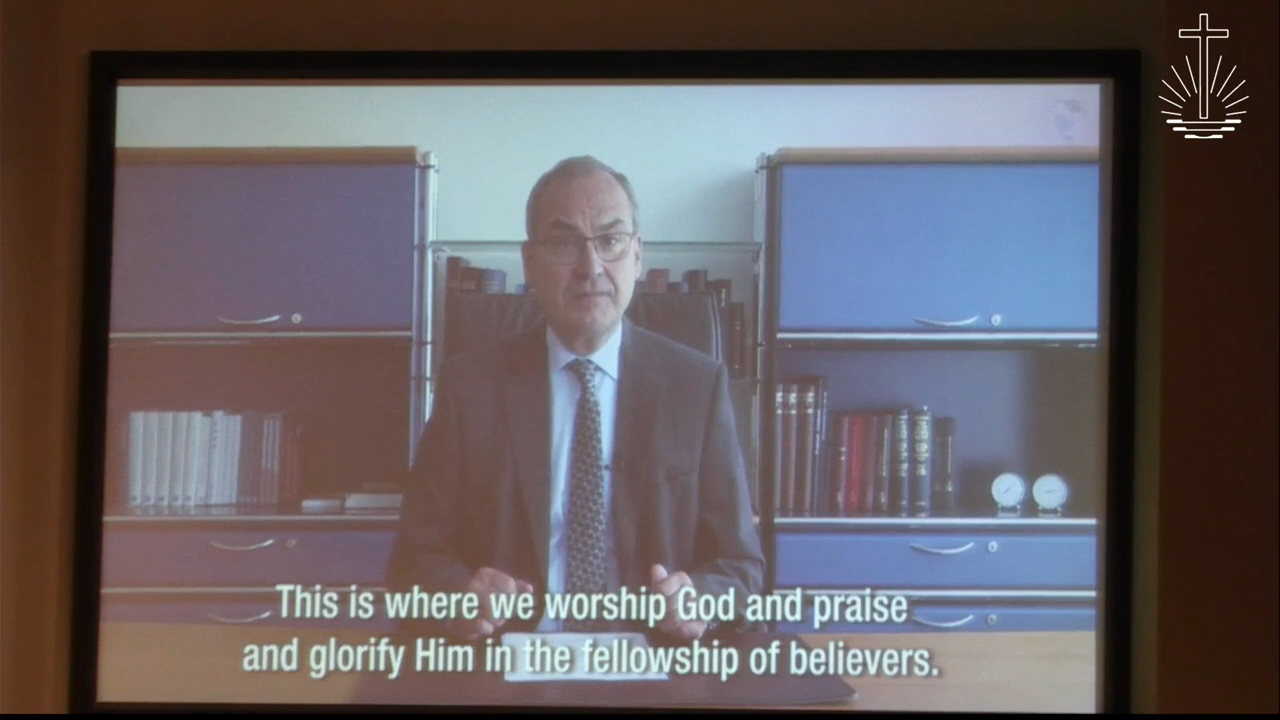 This is where we worship God and praise
and glorify Him in the fellowship of believers.